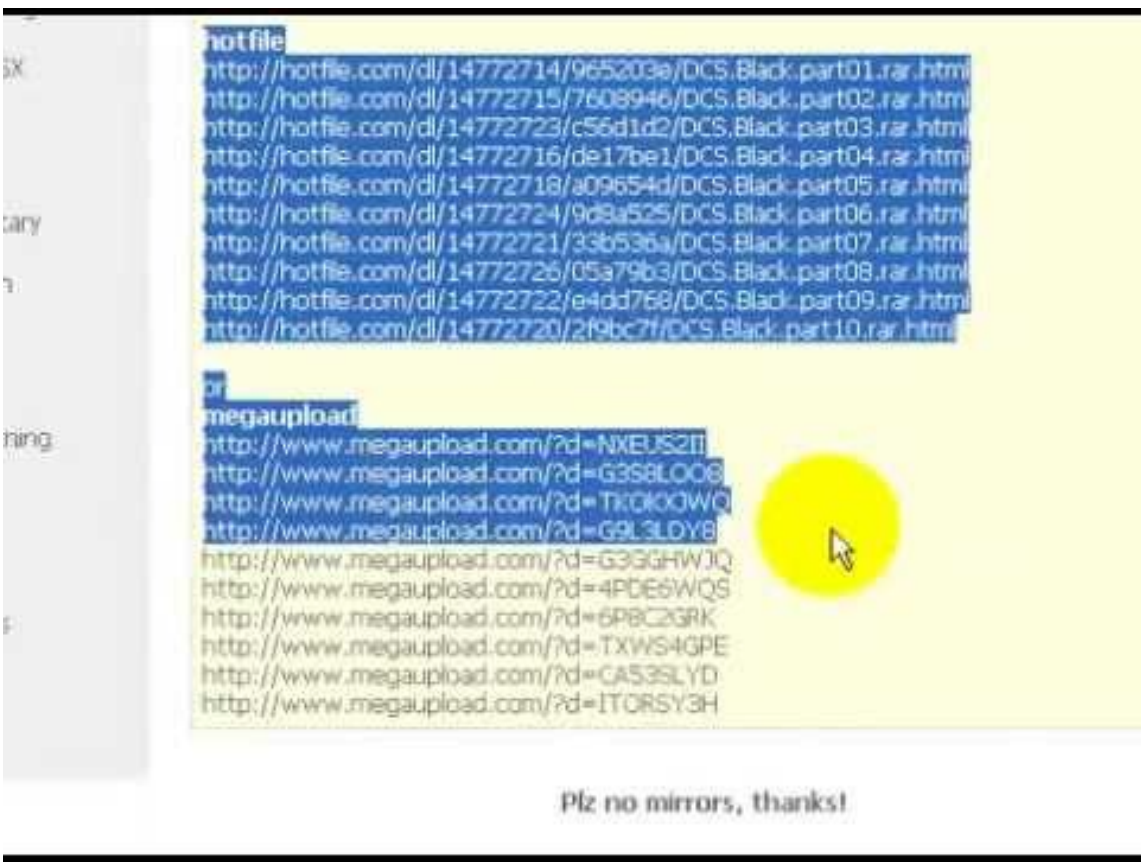 SX
tary
ning
hotfile
http://hotfile.com/dl/14772714/965203e/DCS.Black.part01.rar.html
http://hotfile.com/dl/14772715/7608946/DCS.Black.part02.rar.html
http://hotfile.com/dl/14772723/c56d1d2/DCS.Black.part03.rar.html
http://hotfile.com/dl/14772716/de17be1/DCS.Black.part04.rar.html
http://hotfile.com/dl/14772718/a09654d/DCS.Black.part05.rar.html
http://hotfile.com/dl/14772724/9d8a525/DCS.Black.part06.rar.html
http://hotfile.com/dl/14772721/33b536a/DCS.Black.part07.rar.html
http://hotfile.com/dl/14772726/05a79b3/DCS.Black.part08.rar.html
http://hotfile.com/dl/14772722/e4dd768/DCS.Black.part09.rar.html
http://hotfile.com/dl/14772720/2f9bc7f/DCS.Black.part10.rar.html
or
megaupload
http://www.megaupload.com/?d=NXEUS2II
http://www.megaupload.com/?d=G3S8LOO8
http://www.megaupload.com/?d=G9L3LDY8
http://www.megaupload.com/?d=G3GGHWJQ
http://www.megaupload.com/?d=4PDE6WQS
http://www.megaupload.com/?d=6P8C2GRK
http://www.megaupload.com/?d=TXWS4GPE
http://www.megaupload.com/?d=CA53SLYD
http://www.megaupload.com/?d=ITORSY3H
Plz no mirrors, thanks!